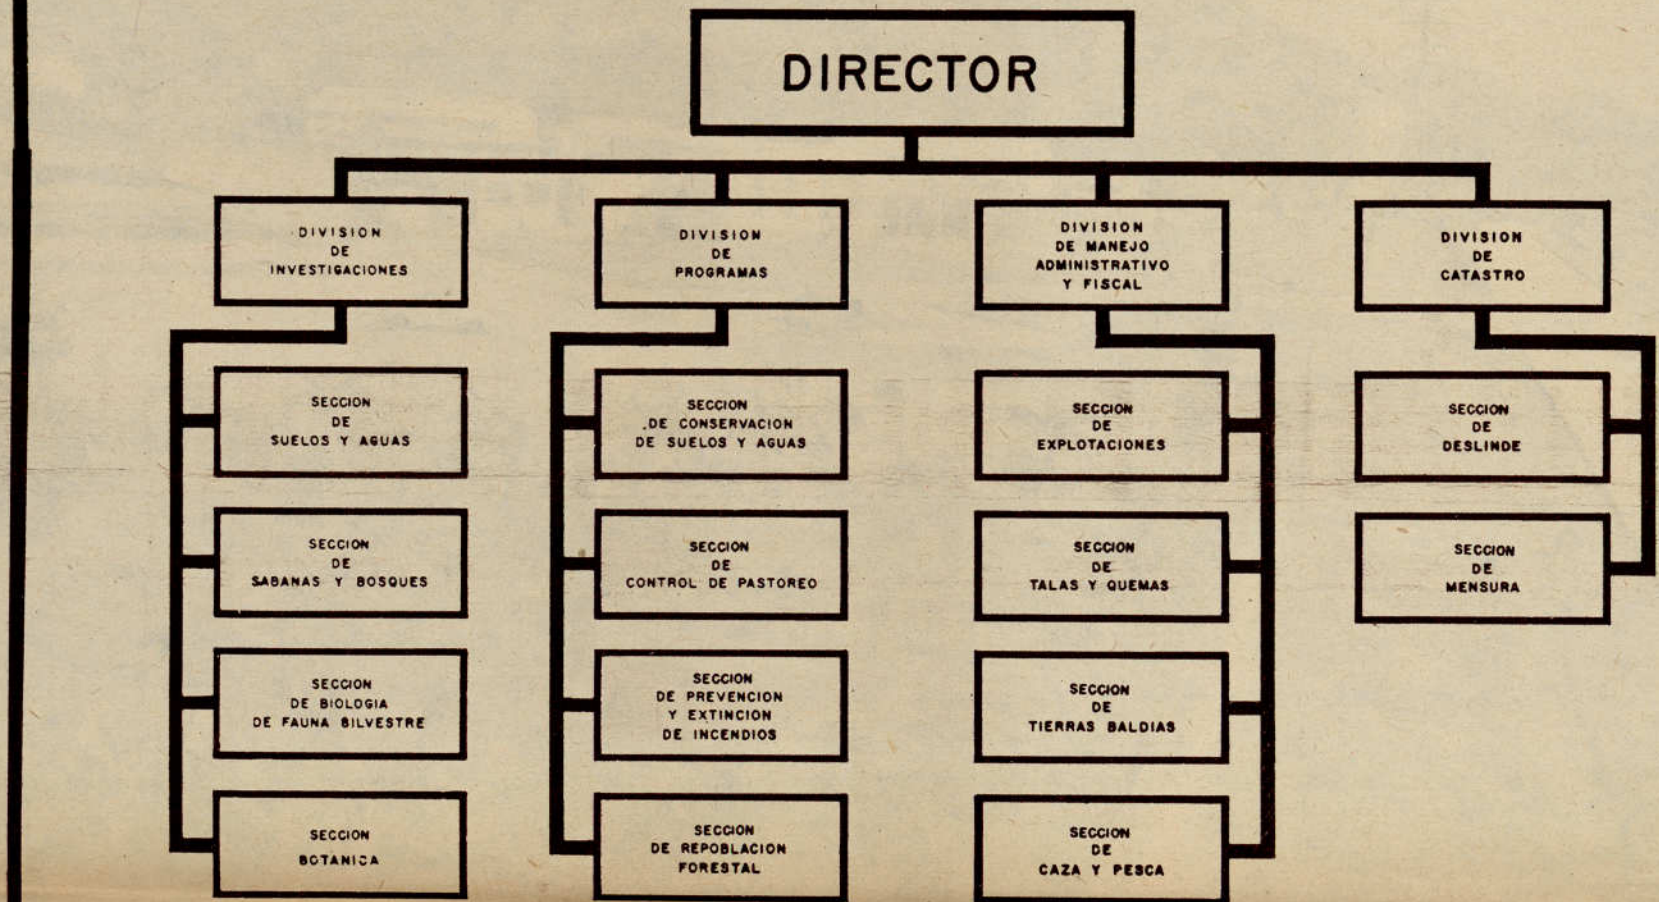 DIRECTOR
DIVISION
DE
INVESTIGACIONES
DIVISION
DE
PROGRAMAS
DIVISION
DE MANEJO
ADMINISTRATIVO
Y FISCAL
DIVISION
DE
CATASTRO
SECCION
DE
SUELOS Y AGUAS
SECCION
DE CONSERVACION
DE SUELOS Y AGUAS
SECCION
DE
EXPLOTACIONES
SECCION
DE
DESLINDE
SECCION
DE
SABANAS Y BOSQUES
SECCION
DE
CONTROL DE PASTOREO
SECCION
DE
TALAS Y QUEMAS
SECCION
DE
MENSURA
SECCION
DE BIOLOGIA
DE FAUNA SILVESTRE
SECCION
DE PREVENCION
Y EXTINCION
DE INCENDIOS
SECCION
DE
TIERRAS BALDIAS
SECCION
BOTANICA
SECCION
DE REPOBLACION
FORESTAL
SECCION
DE
CAZA Y PESCA